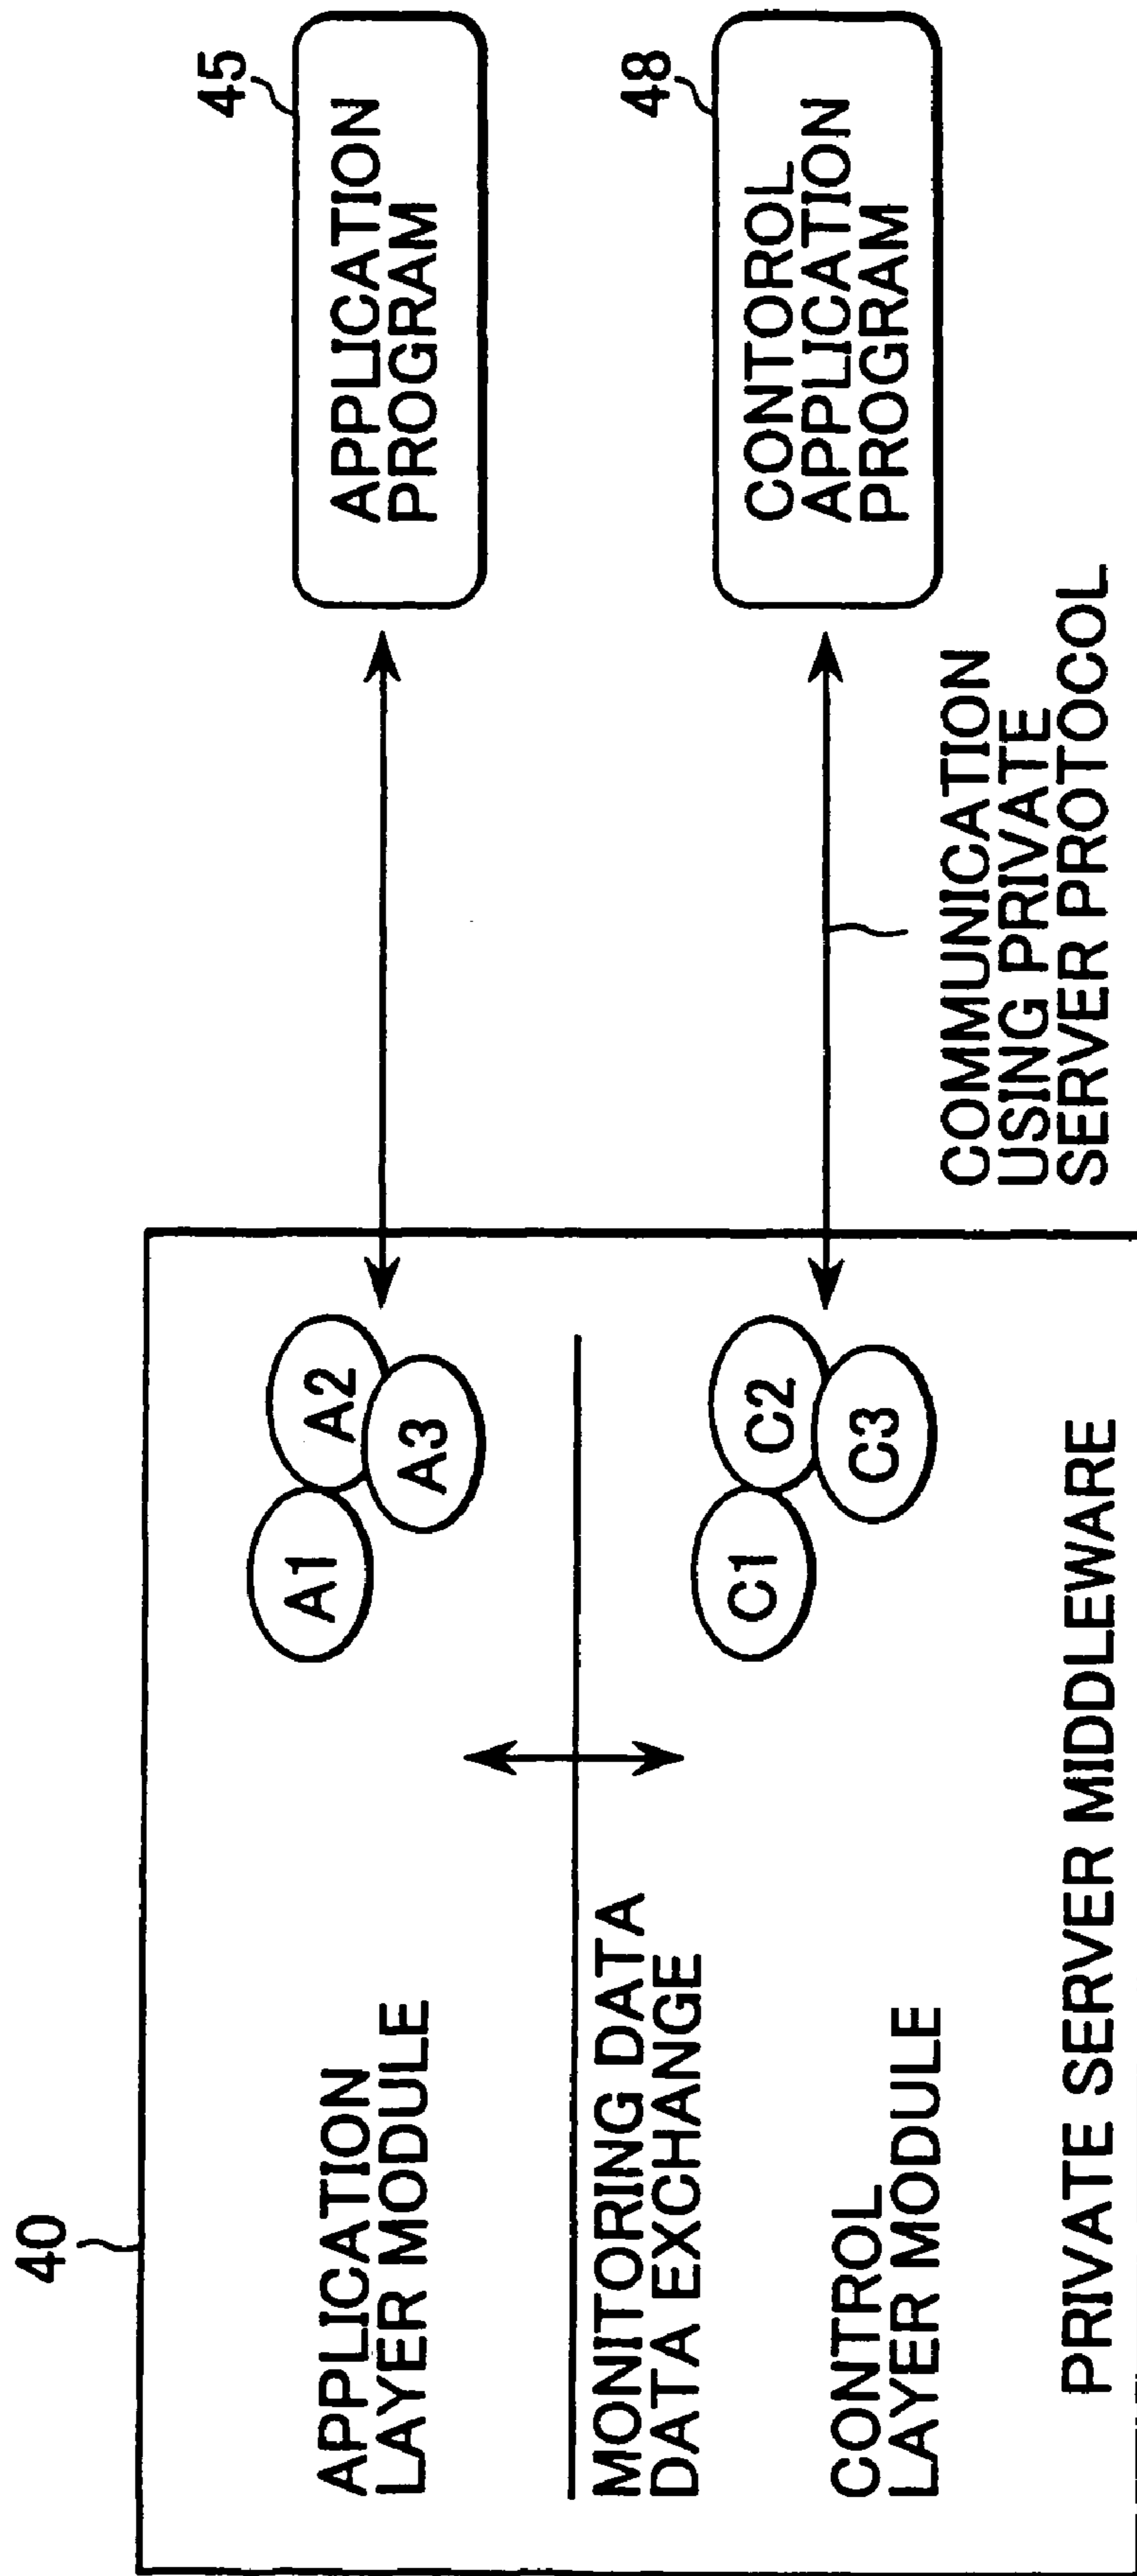 40
APPLICATION
LAYER MODULE
A1
A2
A3
45
APPLICATION
PROGRAM
MONITORING DATA
DATA EXCHANGE
CONTROL
LAYER MODULE
C1
C2
C3
48
CONTOROL
APPLICATION
PROGRAM
COMMUNICATION
USING PRIVATE
SERVER PROTOCOL
PRIVATE SERVER MIDDLEWARE